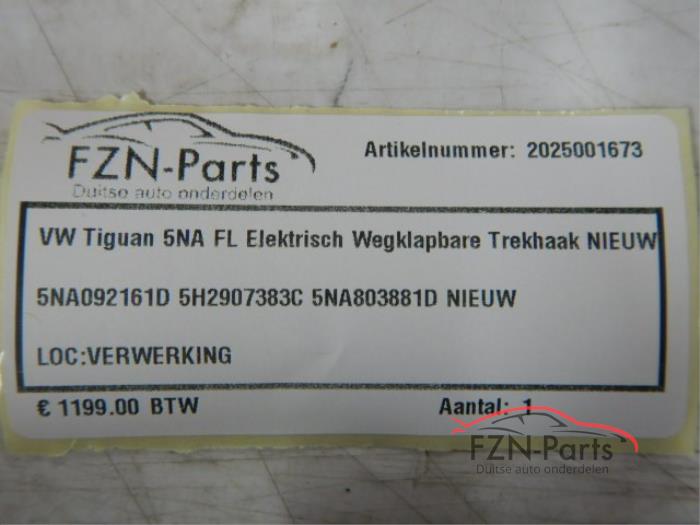 FZN-Parts
Duitse auto onderdelen
Artikelnummer: 2025001673
VW Tiguan 5NA FL Elektrisch Wegklapbare Trekhaak NIEUW
5NA092161D 5H2907383C 5NA803881D NIEUW
LOC:VERWERKING
€ 1199.00 BTW
Aantal: 1
FZN-Parts
Duitse auto onderdelen